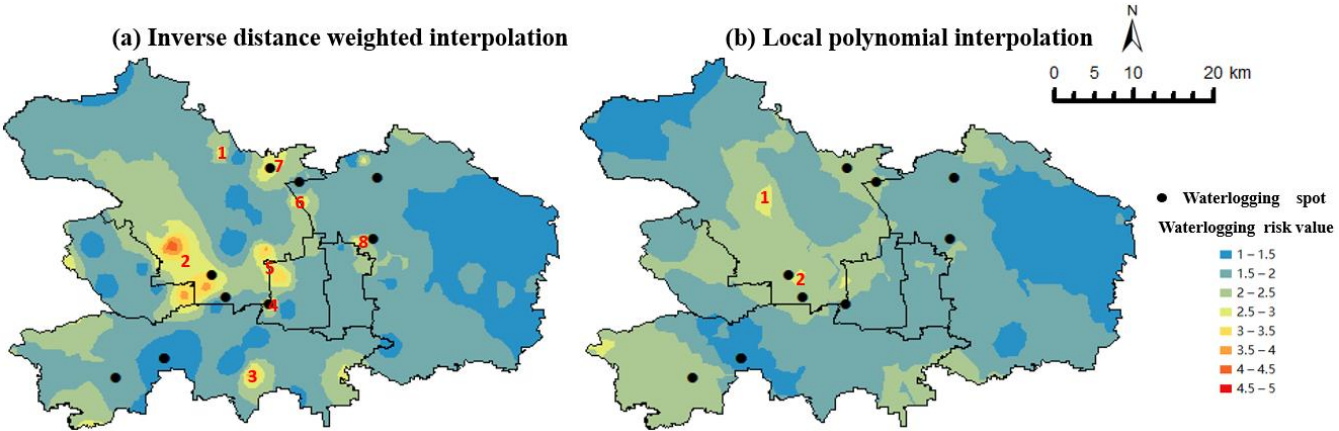 (a) Inverse distance weighted interpolation
(b) Local polynomial interpolation
N
0 5 10 20 km
1
7
6
2
8
5
4
3
1
2
Waterlogging spot
Waterlogging risk value
1 – 1.5
1.5 – 2
2 – 2.5
2.5 – 3
3 – 3.5
3.5 – 4
4 – 4.5
4.5 – 5